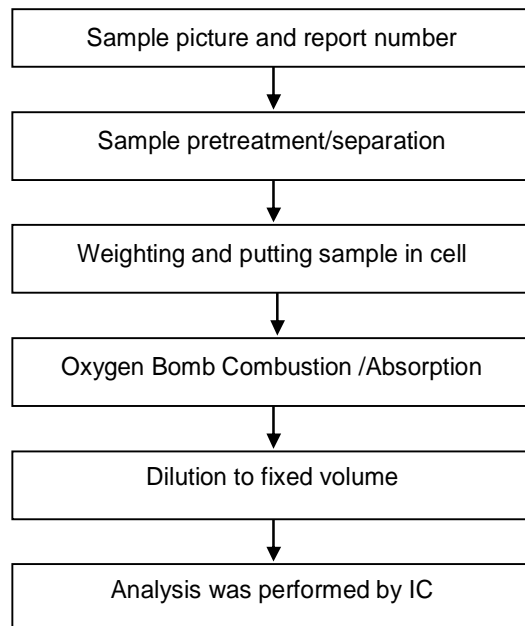 Sample picture and report number
Sample pretreatment/separation
Weighting and putting sample in cell
Oxygen Bomb Combustion /Absorption
Dilution to fixed volume
Analysis was performed by IC